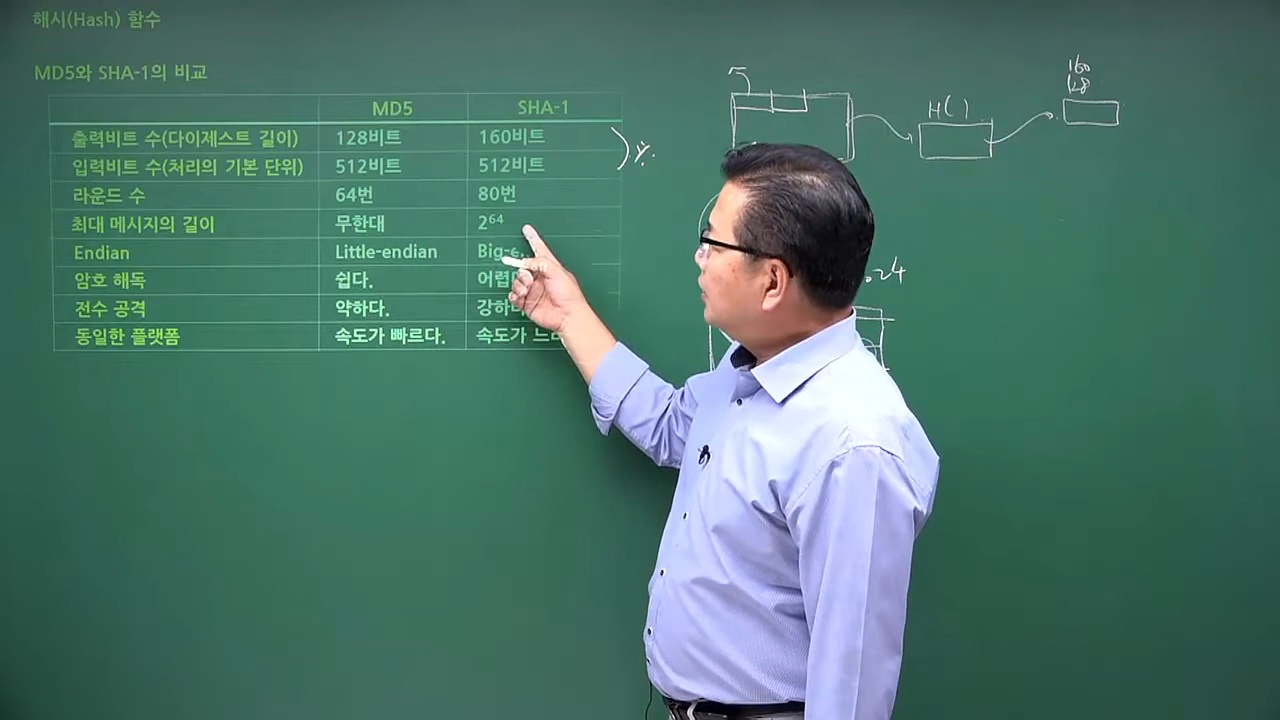 해시(Hash) 함수
MD5와 SHA-1의 비교
MD5 SHA-1
출력비트 수(다이제스트 길이) 128비트 160비트
입력비트 수(처리의 기본 단위) 512비트 512비트
라운드 수 64번 80번
최대 메시지의 길이 무한대 2⁶⁴
Endian Little-endian Big-e
암호 해독 쉽다. 어렵
전수 공격 약하다. 강하
동일한 플랫폼 속도가 빠르다. 속도가 느
160
128
H( )